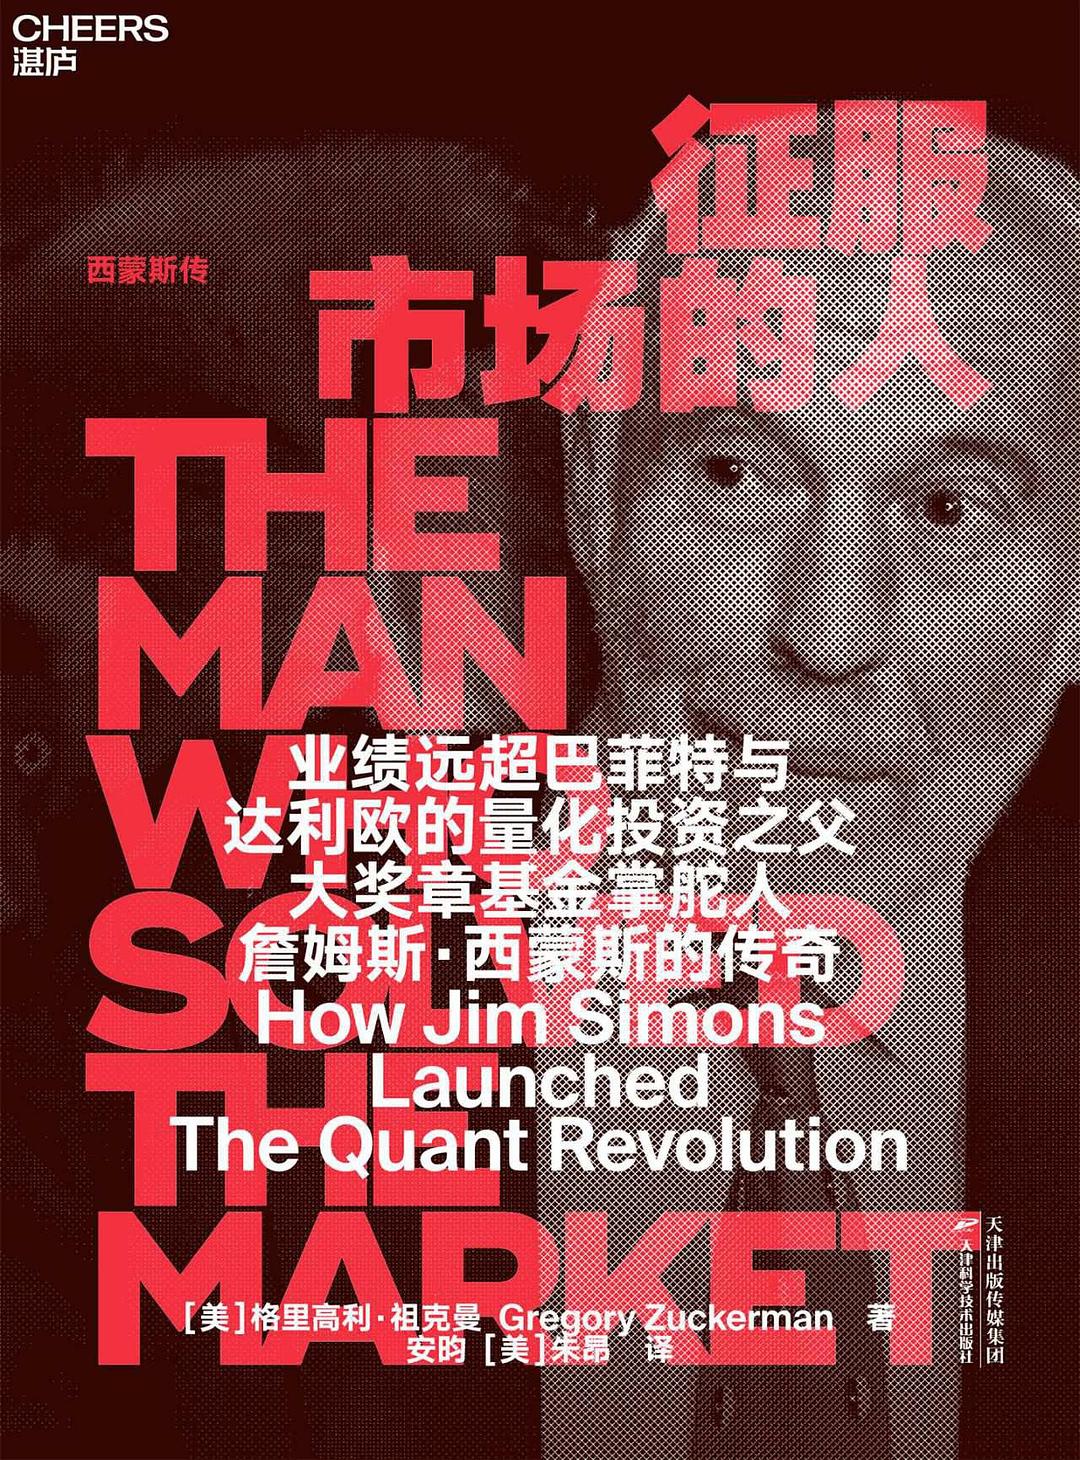 CHEERS
湛庐
征服
西蒙斯传
市场的人
THE
MAN
WHO
SOLVED
THE
MARKET
业绩远超巴菲特与
达利欧的量化投资之父
大奖章基金掌舵人
詹姆斯·西蒙斯的传奇
How Jim Simons
Launched
The Quant Revolution
[美]格里高利·祖克曼 Gregory Zuckerman 著
安昀 [美]朱昂 译
天津出版传媒集团
天津科学技术出版社